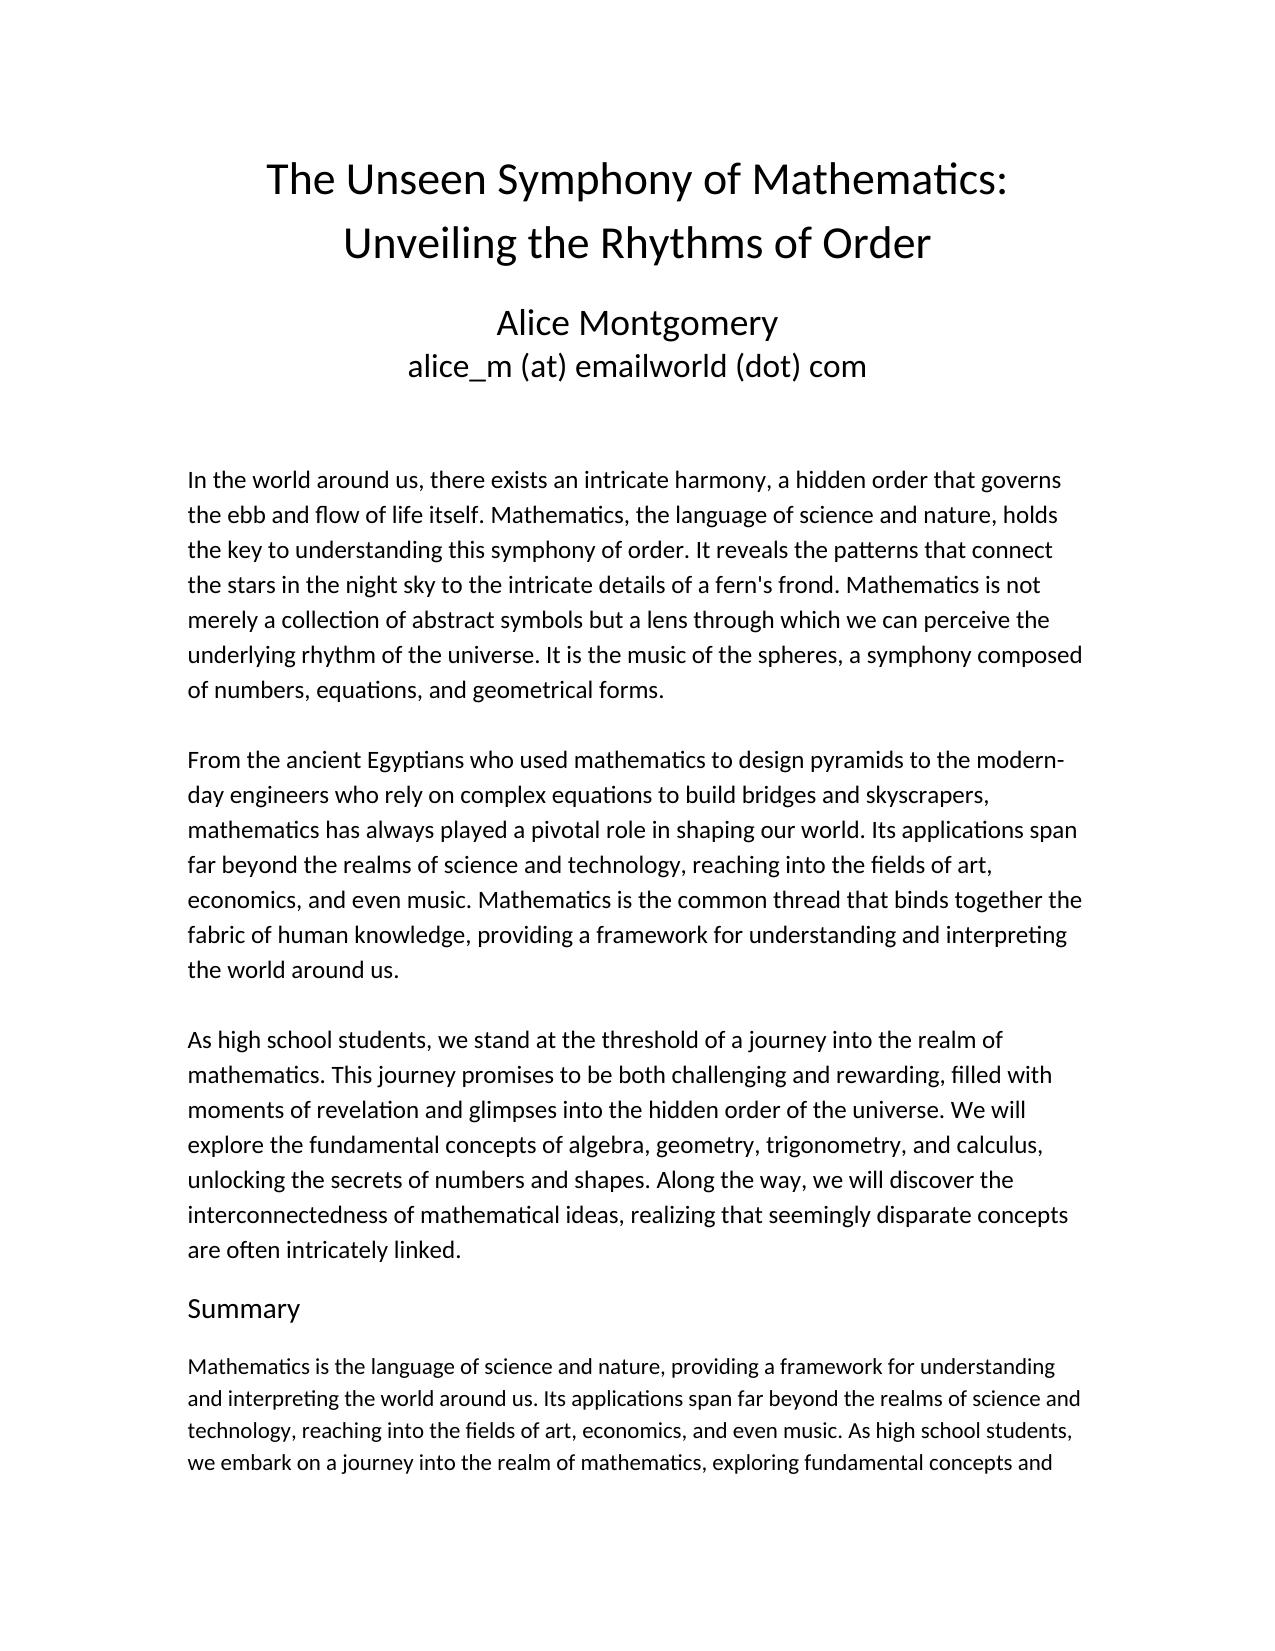 The Unseen Symphony of Mathematics:
Unveiling the Rhythms of Order
Alice Montgomery
alice_m (at) emailworld (dot) com
In the world around us, there exists an intricate harmony, a hidden order that governs
the ebb and flow of life itself. Mathematics, the language of science and nature, holds
the key to understanding this symphony of order. It reveals the patterns that connect
the stars in the night sky to the intricate details of a fern's frond. Mathematics is not
merely a collection of abstract symbols but a lens through which we can perceive the
underlying rhythm of the universe. It is the music of the spheres, a symphony composed
of numbers, equations, and geometrical forms.
From the ancient Egyptians who used mathematics to design pyramids to the modern-
day engineers who rely on complex equations to build bridges and skyscrapers,
mathematics has always played a pivotal role in shaping our world. Its applications span
far beyond the realms of science and technology, reaching into the fields of art,
economics, and even music. Mathematics is the common thread that binds together the
fabric of human knowledge, providing a framework for understanding and interpreting
the world around us.
As high school students, we stand at the threshold of a journey into the realm of
mathematics. This journey promises to be both challenging and rewarding, filled with
moments of revelation and glimpses into the hidden order of the universe. We will
explore the fundamental concepts of algebra, geometry, trigonometry, and calculus,
unlocking the secrets of numbers and shapes. Along the way, we will discover the
interconnectedness of mathematical ideas, realizing that seemingly disparate concepts
are often intricately linked.
Summary
Mathematics is the language of science and nature, providing a framework for understanding
and interpreting the world around us. Its applications span far beyond the realms of science and
technology, reaching into the fields of art, economics, and even music. As high school students,
we embark on a journey into the realm of mathematics, exploring fundamental concepts and